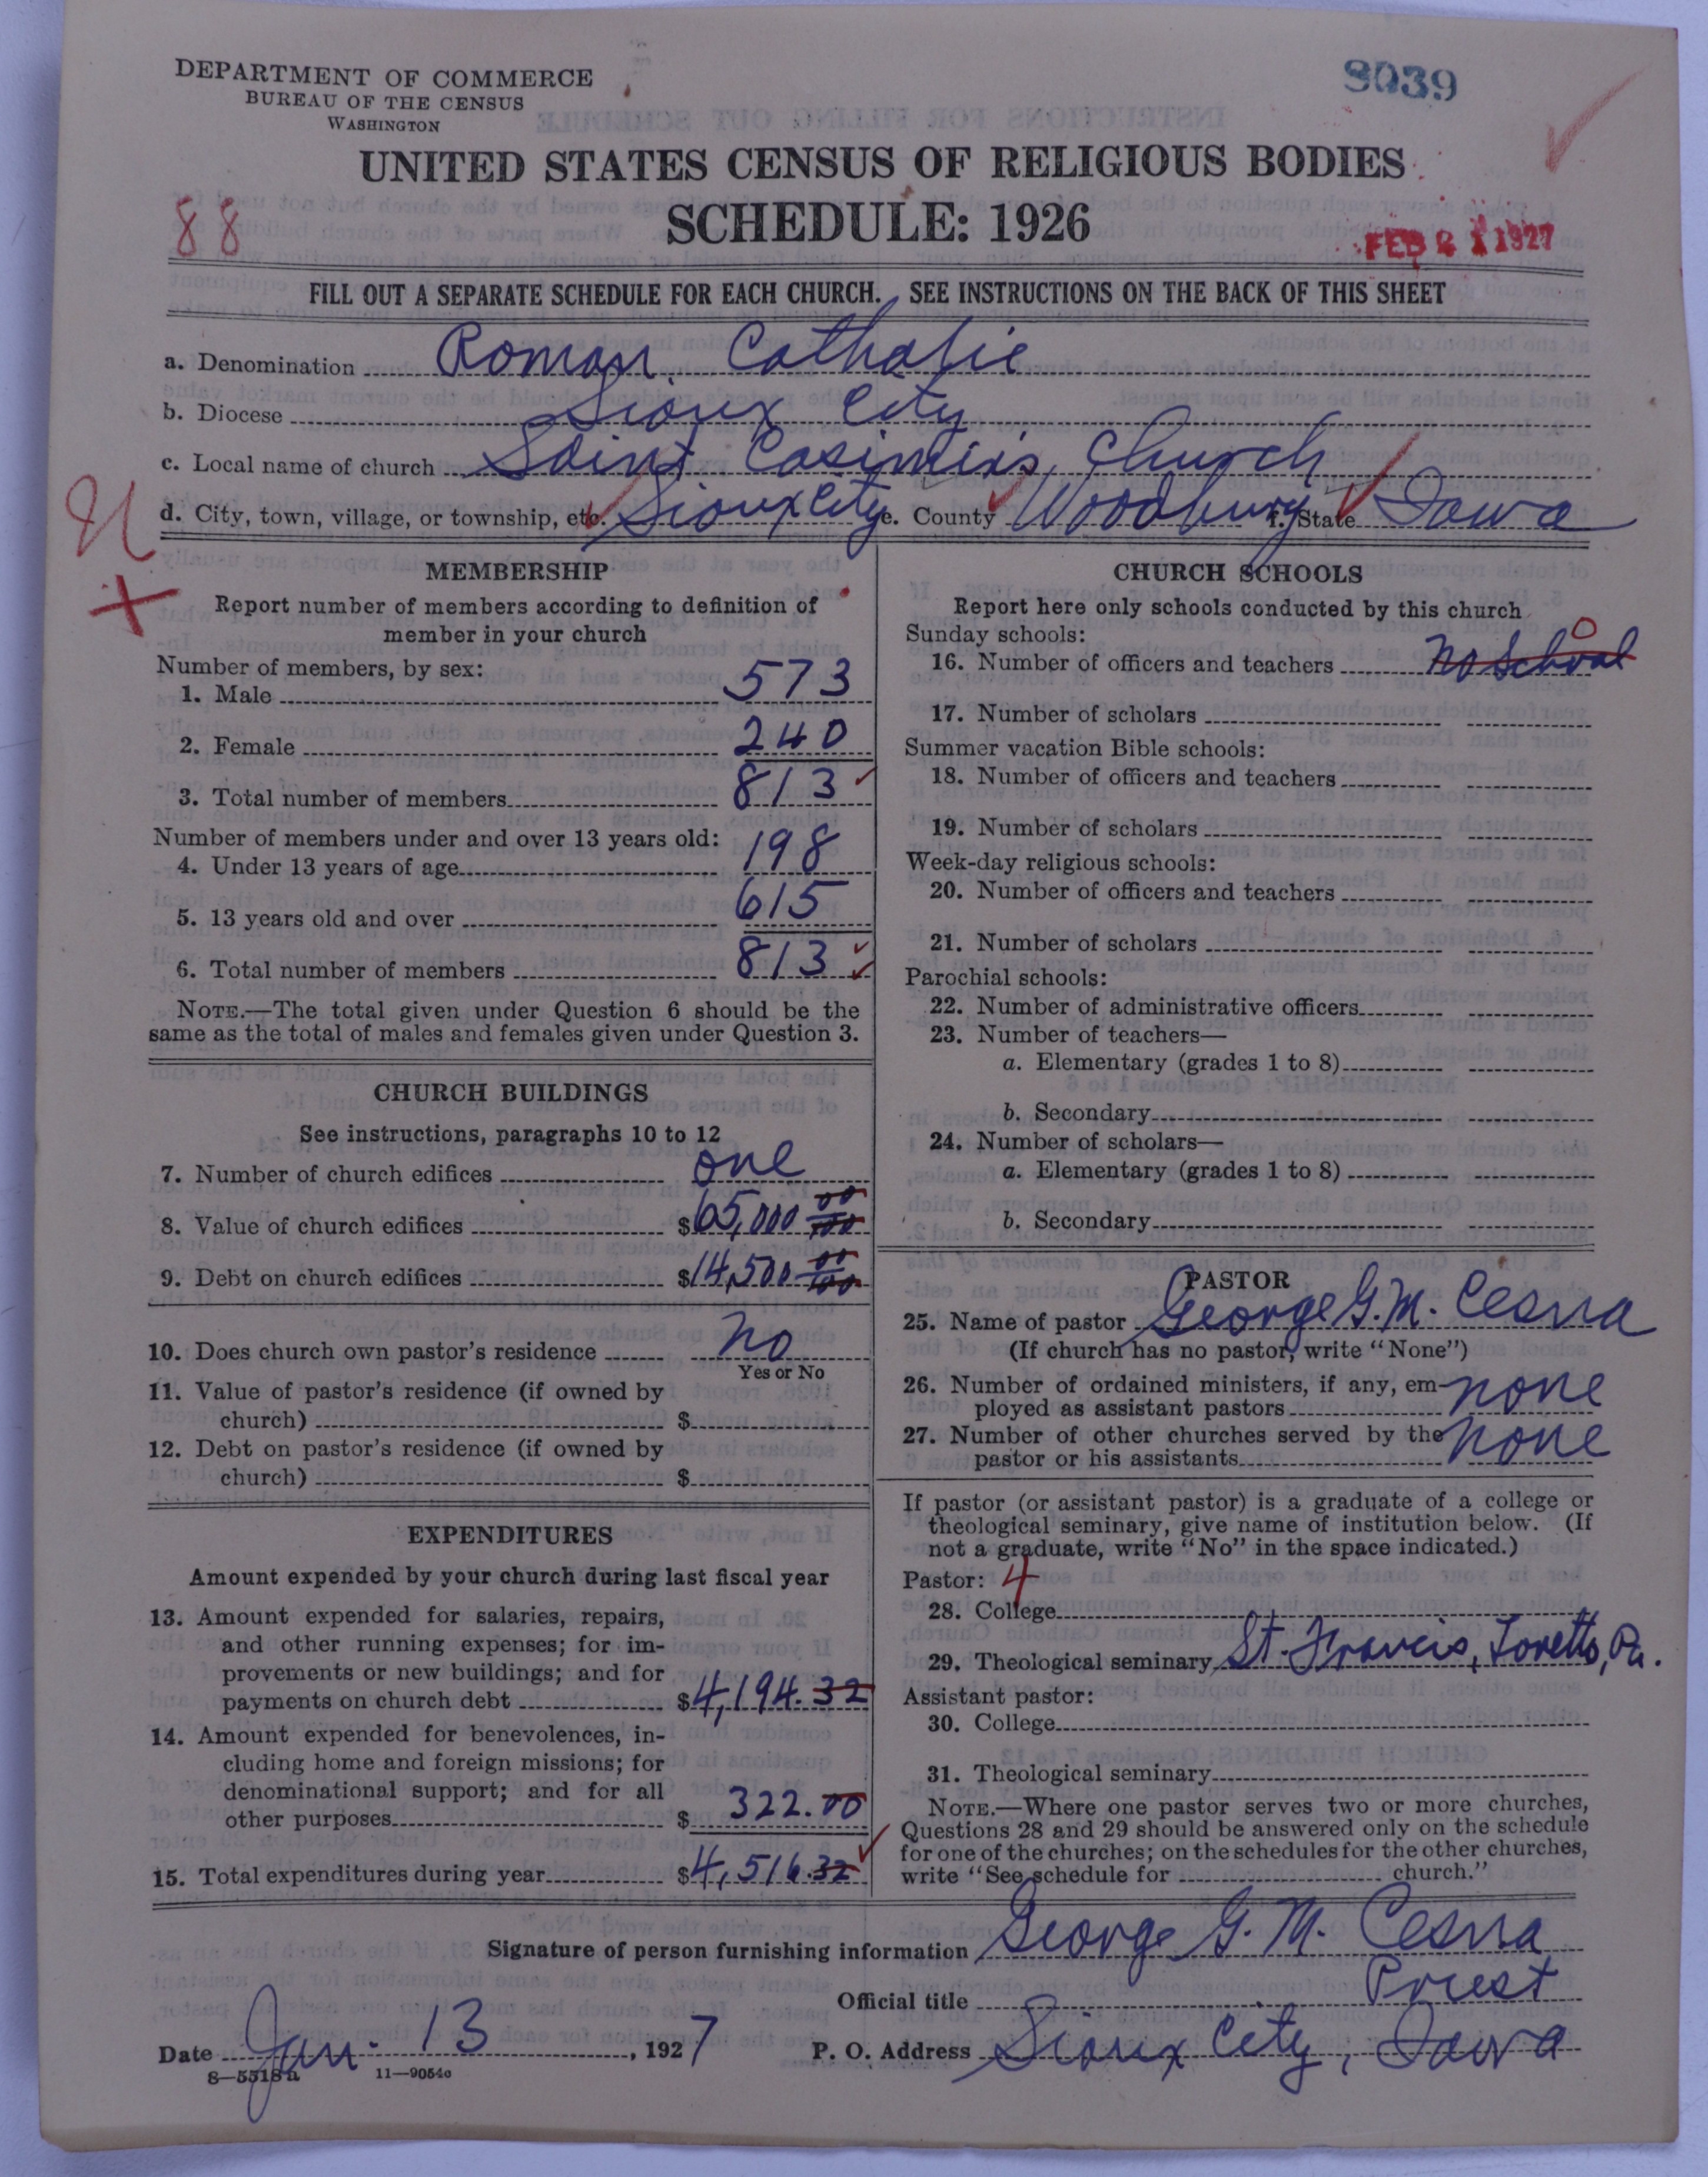 DEPARTMENT OF COMMERCE
BUREAU OF THE CENSUS
WASHINGTON
8039
UNITED STATES CENSUS OF RELIGIOUS BODIES
SCHEDULE: 1926
88
FEB 21 1927
FILL OUT A SEPARATE SCHEDULE FOR EACH CHURCH. SEE INSTRUCTIONS ON THE BACK OF THIS SHEET
a. Denomination Roman Catholic
b. Diocese Sioux City
c. Local name of church Saint Casimir's Church
d. City, town, village, or township, etc. Sioux City e. County Woodbury f. State Iowa
MEMBERSHIP
Report number of members according to definition of
member in your church
Number of members, by sex:
1. Male 573
2. Female 240
3. Total number of members 813
Number of members under and over 13 years old:
4. Under 13 years of age 198
5. 13 years old and over 615
6. Total number of members 813
NOTE.—The total given under Question 6 should be the
same as the total of males and females given under Question 3.
CHURCH BUILDINGS
See instructions, paragraphs 10 to 12
7. Number of church edifices one
8. Value of church edifices $65,000 00/100
9. Debt on church edifices $14,500 00/100
10. Does church own pastor's residence No
Yes or No
11. Value of pastor's residence (if owned by
church) $
12. Debt on pastor's residence (if owned by
church) $
EXPENDITURES
Amount expended by your church during last fiscal year
13. Amount expended for salaries, repairs,
and other running expenses; for im-
provements or new buildings; and for
payments on church debt $4,194.32
14. Amount expended for benevolences, in-
cluding home and foreign missions; for
denominational support; and for all
other purposes $ 322.00
15. Total expenditures during year $4,516.32
CHURCH SCHOOLS
Report here only schools conducted by this church
Sunday schools: 0
16. Number of officers and teachers No School
17. Number of scholars
Summer vacation Bible schools:
18. Number of officers and teachers
19. Number of scholars
Week-day religious schools:
20. Number of officers and teachers
21. Number of scholars
Parochial schools:
22. Number of administrative officers
23. Number of teachers—
a. Elementary (grades 1 to 8)
b. Secondary
24. Number of scholars—
a. Elementary (grades 1 to 8)
b. Secondary
PASTOR
25. Name of pastor George G. M. Cesna
(If church has no pastor, write "None")
26. Number of ordained ministers, if any, em-
ployed as assistant pastors none
27. Number of other churches served by the
pastor or his assistants none
If pastor (or assistant pastor) is a graduate of a college or
theological seminary, give name of institution below. (If
not a graduate, write "No" in the space indicated.)
Pastor: 4
28. College
29. Theological seminary St. Francis, Loretto, Pa.
Assistant pastor:
30. College
31. Theological seminary
NOTE.—Where one pastor serves two or more churches,
Questions 28 and 29 should be answered only on the schedule
for one of the churches; on the schedules for the other churches,
write "See schedule for church."
Signature of person furnishing information George G. M. Cesna
Official title Priest
Date Jan. 13, 1927 P. O. Address Sioux City, Iowa
8—5518a 11—9054c